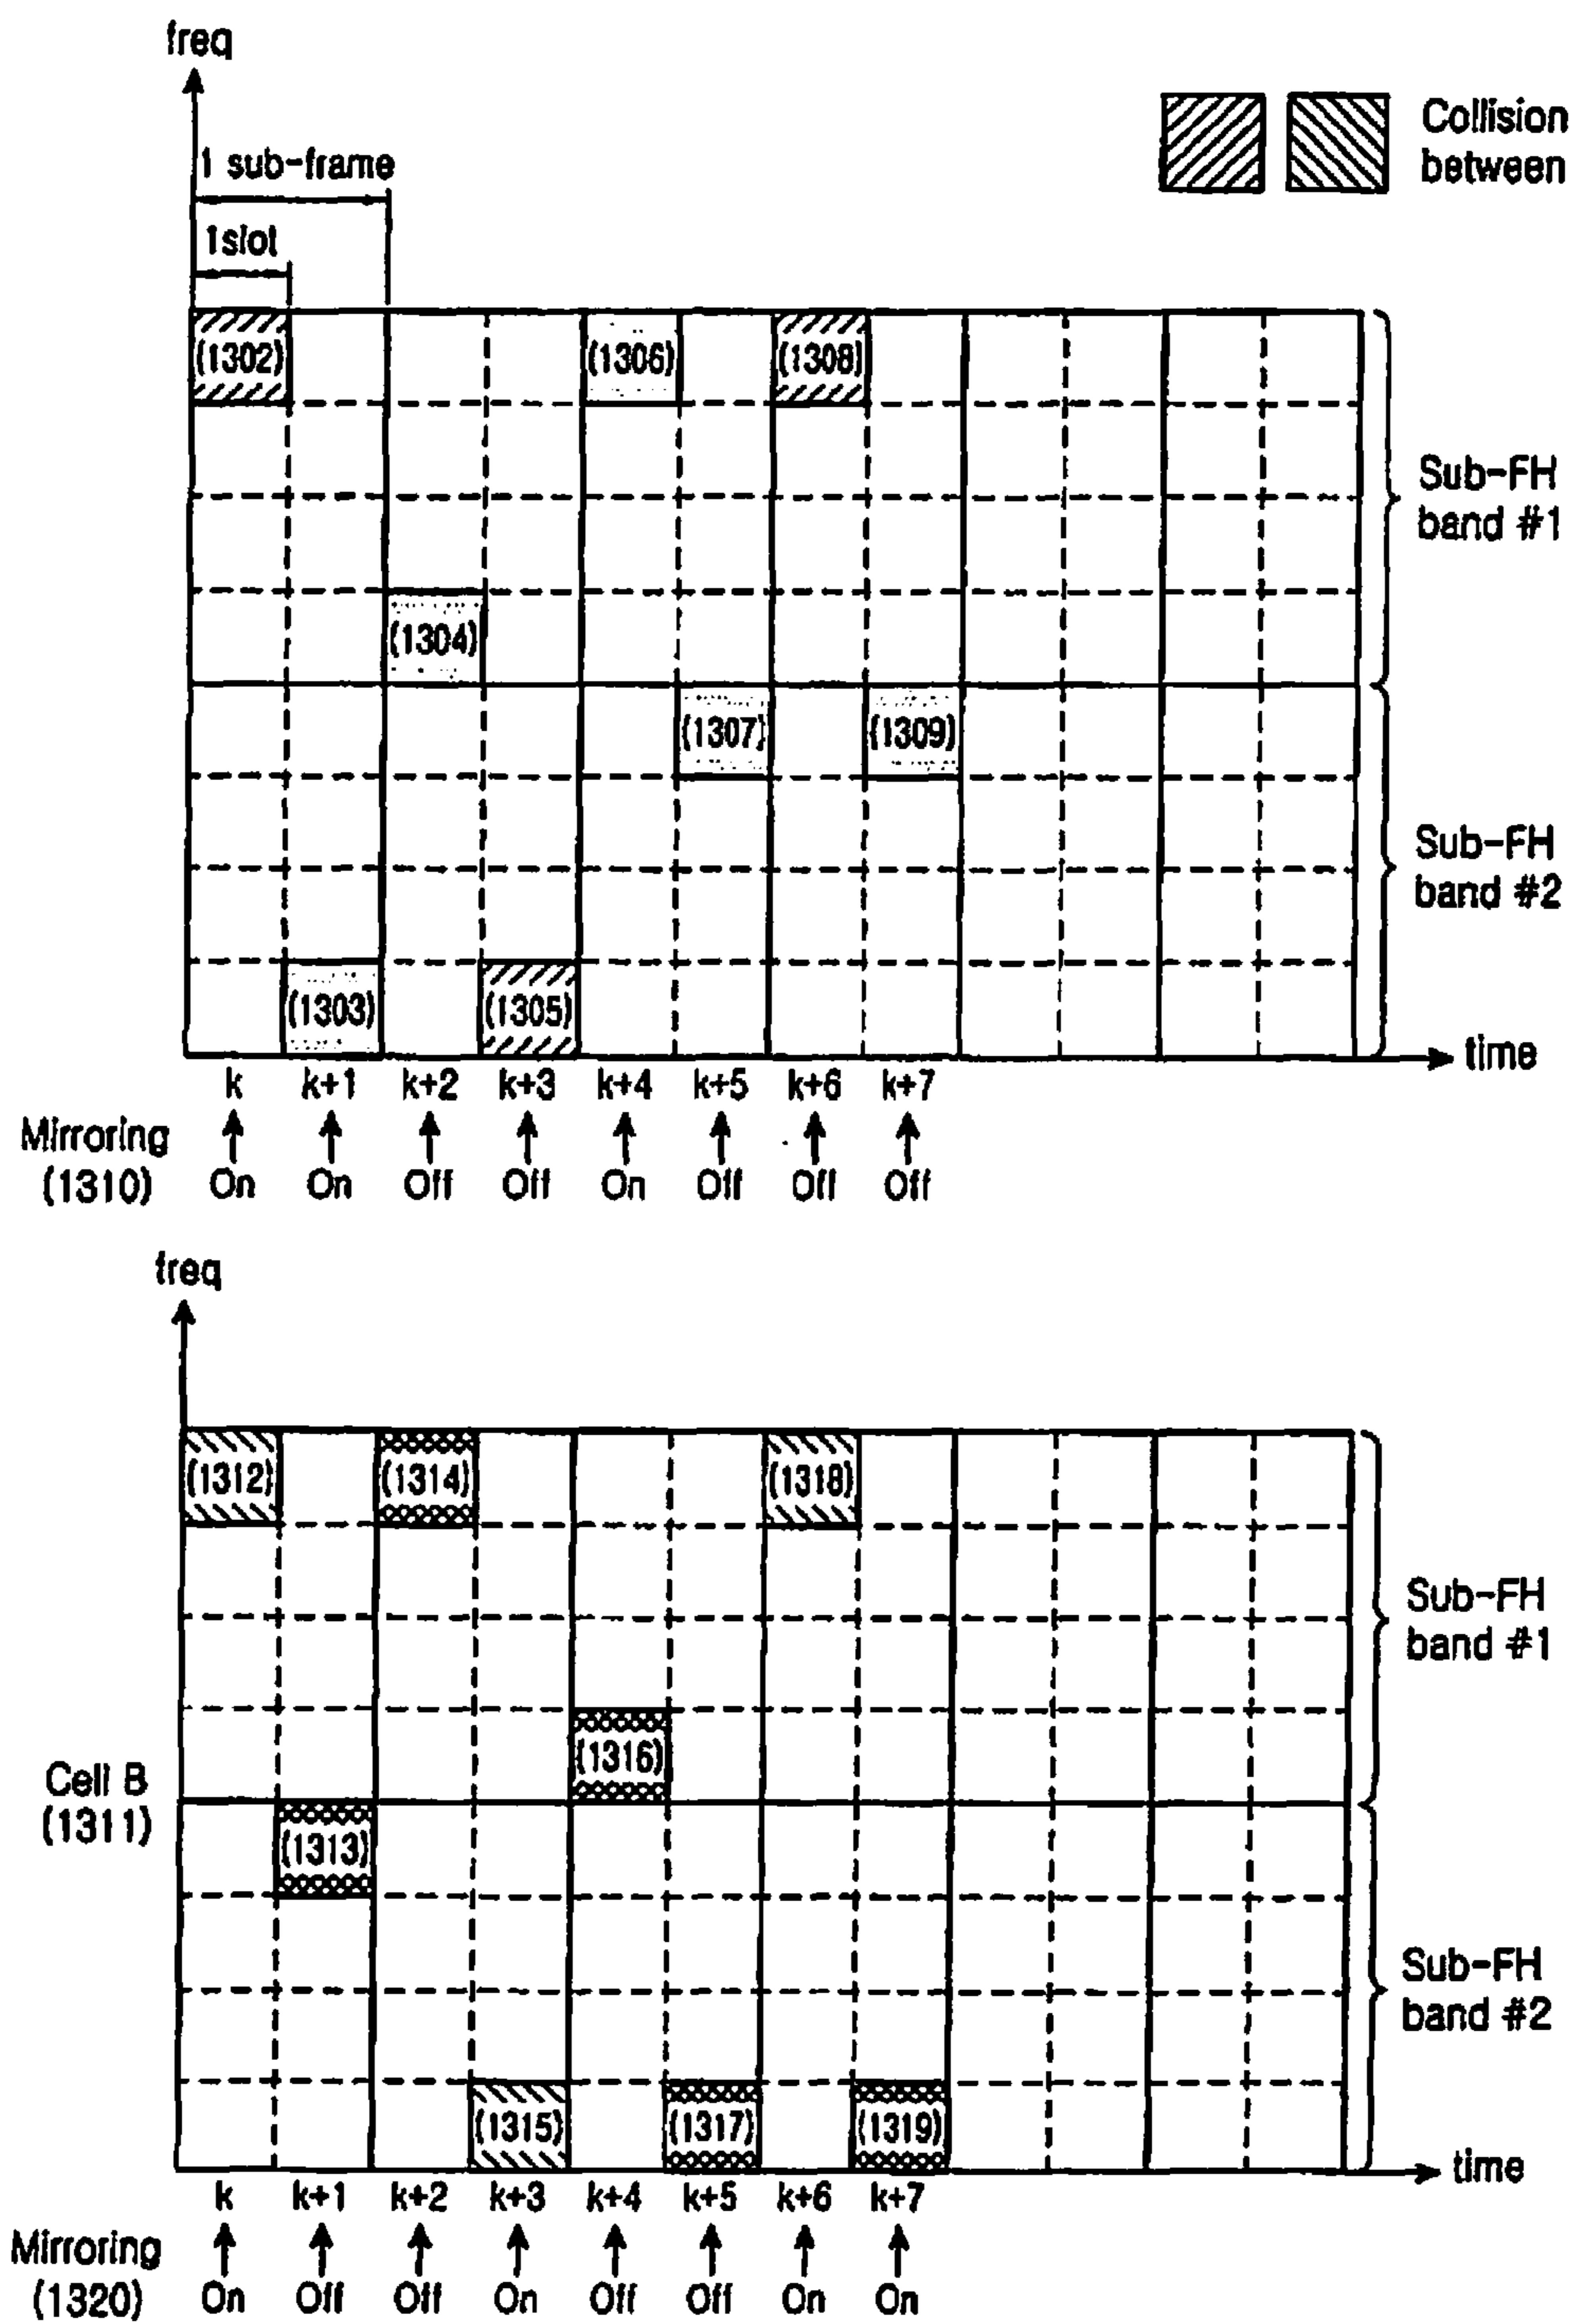 freq
Collision
between
1 sub-frame
1slot
(1302)
(1306)
(1308)
Sub-FH
band #1
(1304)
(1307)
(1309)
Sub-FH
band #2
(1303)
(1305)
time
k k+1 k+2 k+3 k+4 k+5 k+6 k+7
Mirroring
(1310)
On On Off Off On Off Off Off
freq
(1312)
(1314)
(1318)
Sub-FH
band #1
(1316)
Cell B
(1311)
(1313)
Sub-FH
band #2
(1315)
(1317)
(1319)
time
k k+1 k+2 k+3 k+4 k+5 k+6 k+7
Mirroring
(1320)
On Off Off On Off Off On On